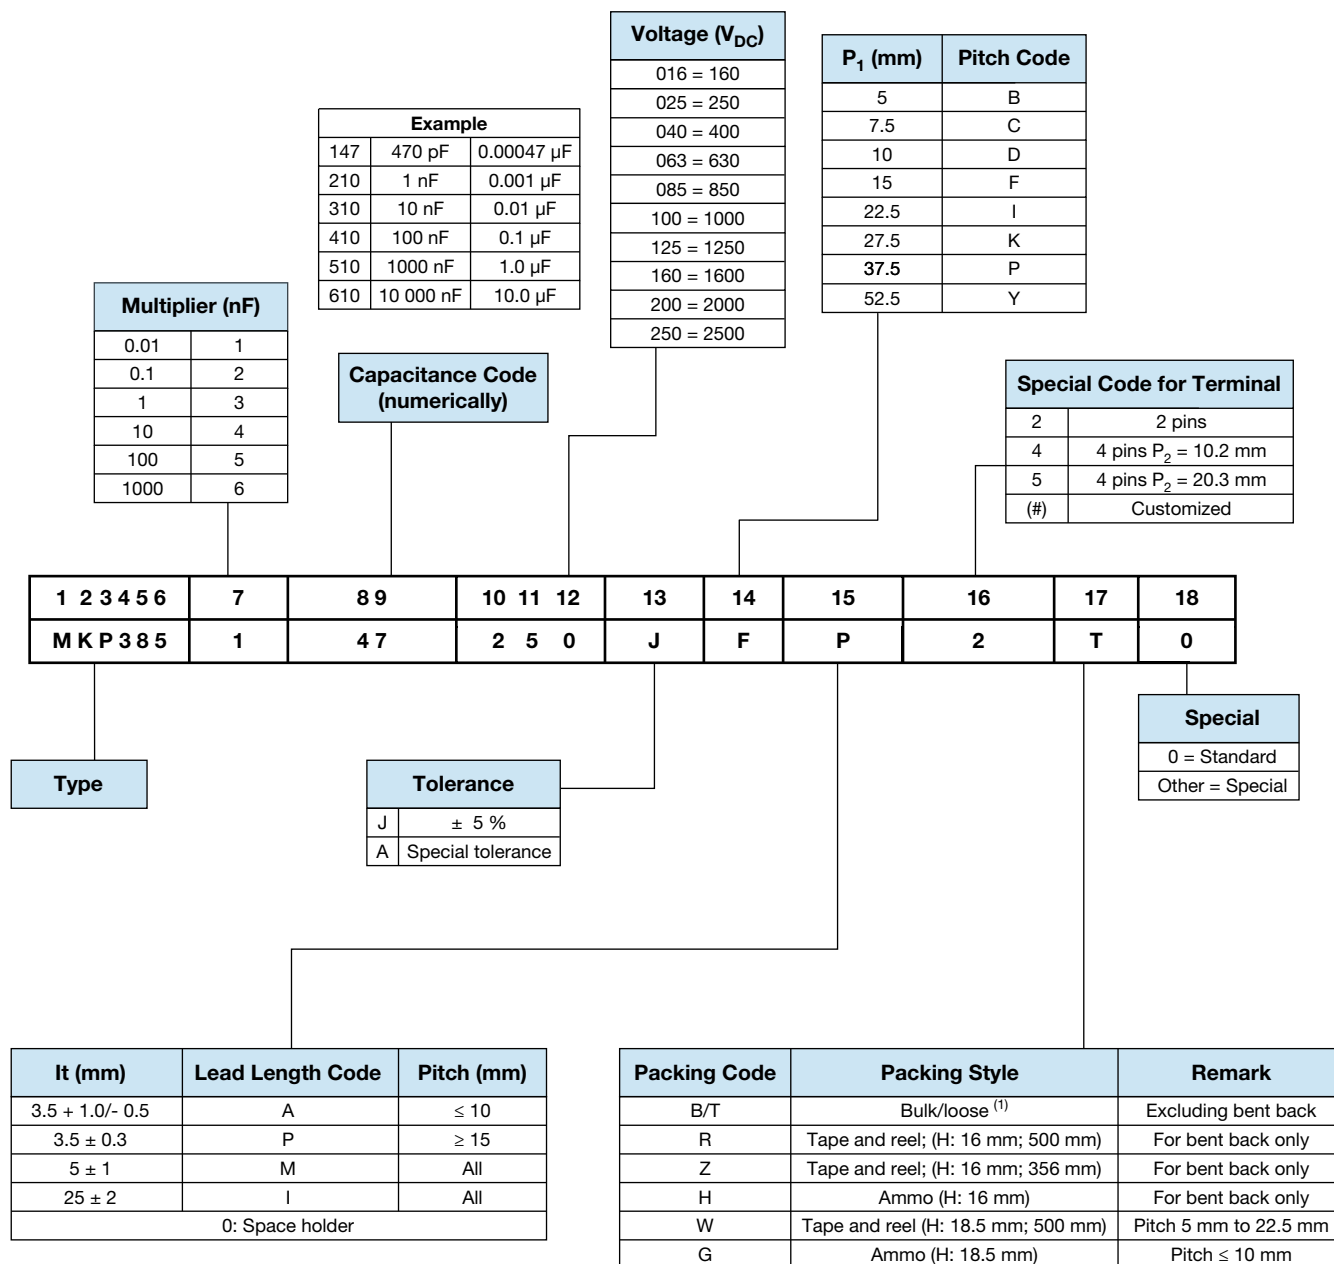 Voltage (VDC)
016 = 160
025 = 250
040 = 400
063 = 630
085 = 850
100 = 1000
125 = 1250
160 = 1600
200 = 2000
250 = 2500
P1 (mm) Pitch Code
5 B
7.5 C
10 D
15 F
22.5 I
27.5 K
37.5 P
52.5 Y
Example
147 470 pF 0.00047 µF
210 1 nF 0.001 µF
310 10 nF 0.01 µF
410 100 nF 0.1 µF
510 1000 nF 1.0 µF
610 10 000 nF 10.0 µF
Multiplier (nF)
0.01 1
0.1 2
1 3
10 4
100 5
1000 6
Capacitance Code
(numerically)
Special Code for Terminal
2 2 pins
4 4 pins P2 = 10.2 mm
5 4 pins P2 = 20.3 mm
(#) Customized
1 2 3 4 5 6 7 8 9 10 11 12 13 14 15 16 17 18
M K P 3 8 5 1 4 7 2 5 0 J F P 2 T 0
Type
Tolerance
J ± 5 %
A Special tolerance
Special
0 = Standard
Other = Special
It (mm) Lead Length Code Pitch (mm)
3.5 + 1.0/- 0.5 A ≤ 10
3.5 ± 0.3 P ≥ 15
5 ± 1 M All
25 ± 2 I All
0: Space holder
Packing Code Packing Style Remark
B/T Bulk/loose (1) Excluding bent back
R Tape and reel; (H: 16 mm; 500 mm) For bent back only
Z Tape and reel; (H: 16 mm; 356 mm) For bent back only
H Ammo (H: 16 mm) For bent back only
W Tape and reel (H: 18.5 mm; 500 mm) Pitch 5 mm to 22.5 mm
G Ammo (H: 18.5 mm) Pitch ≤ 10 mm